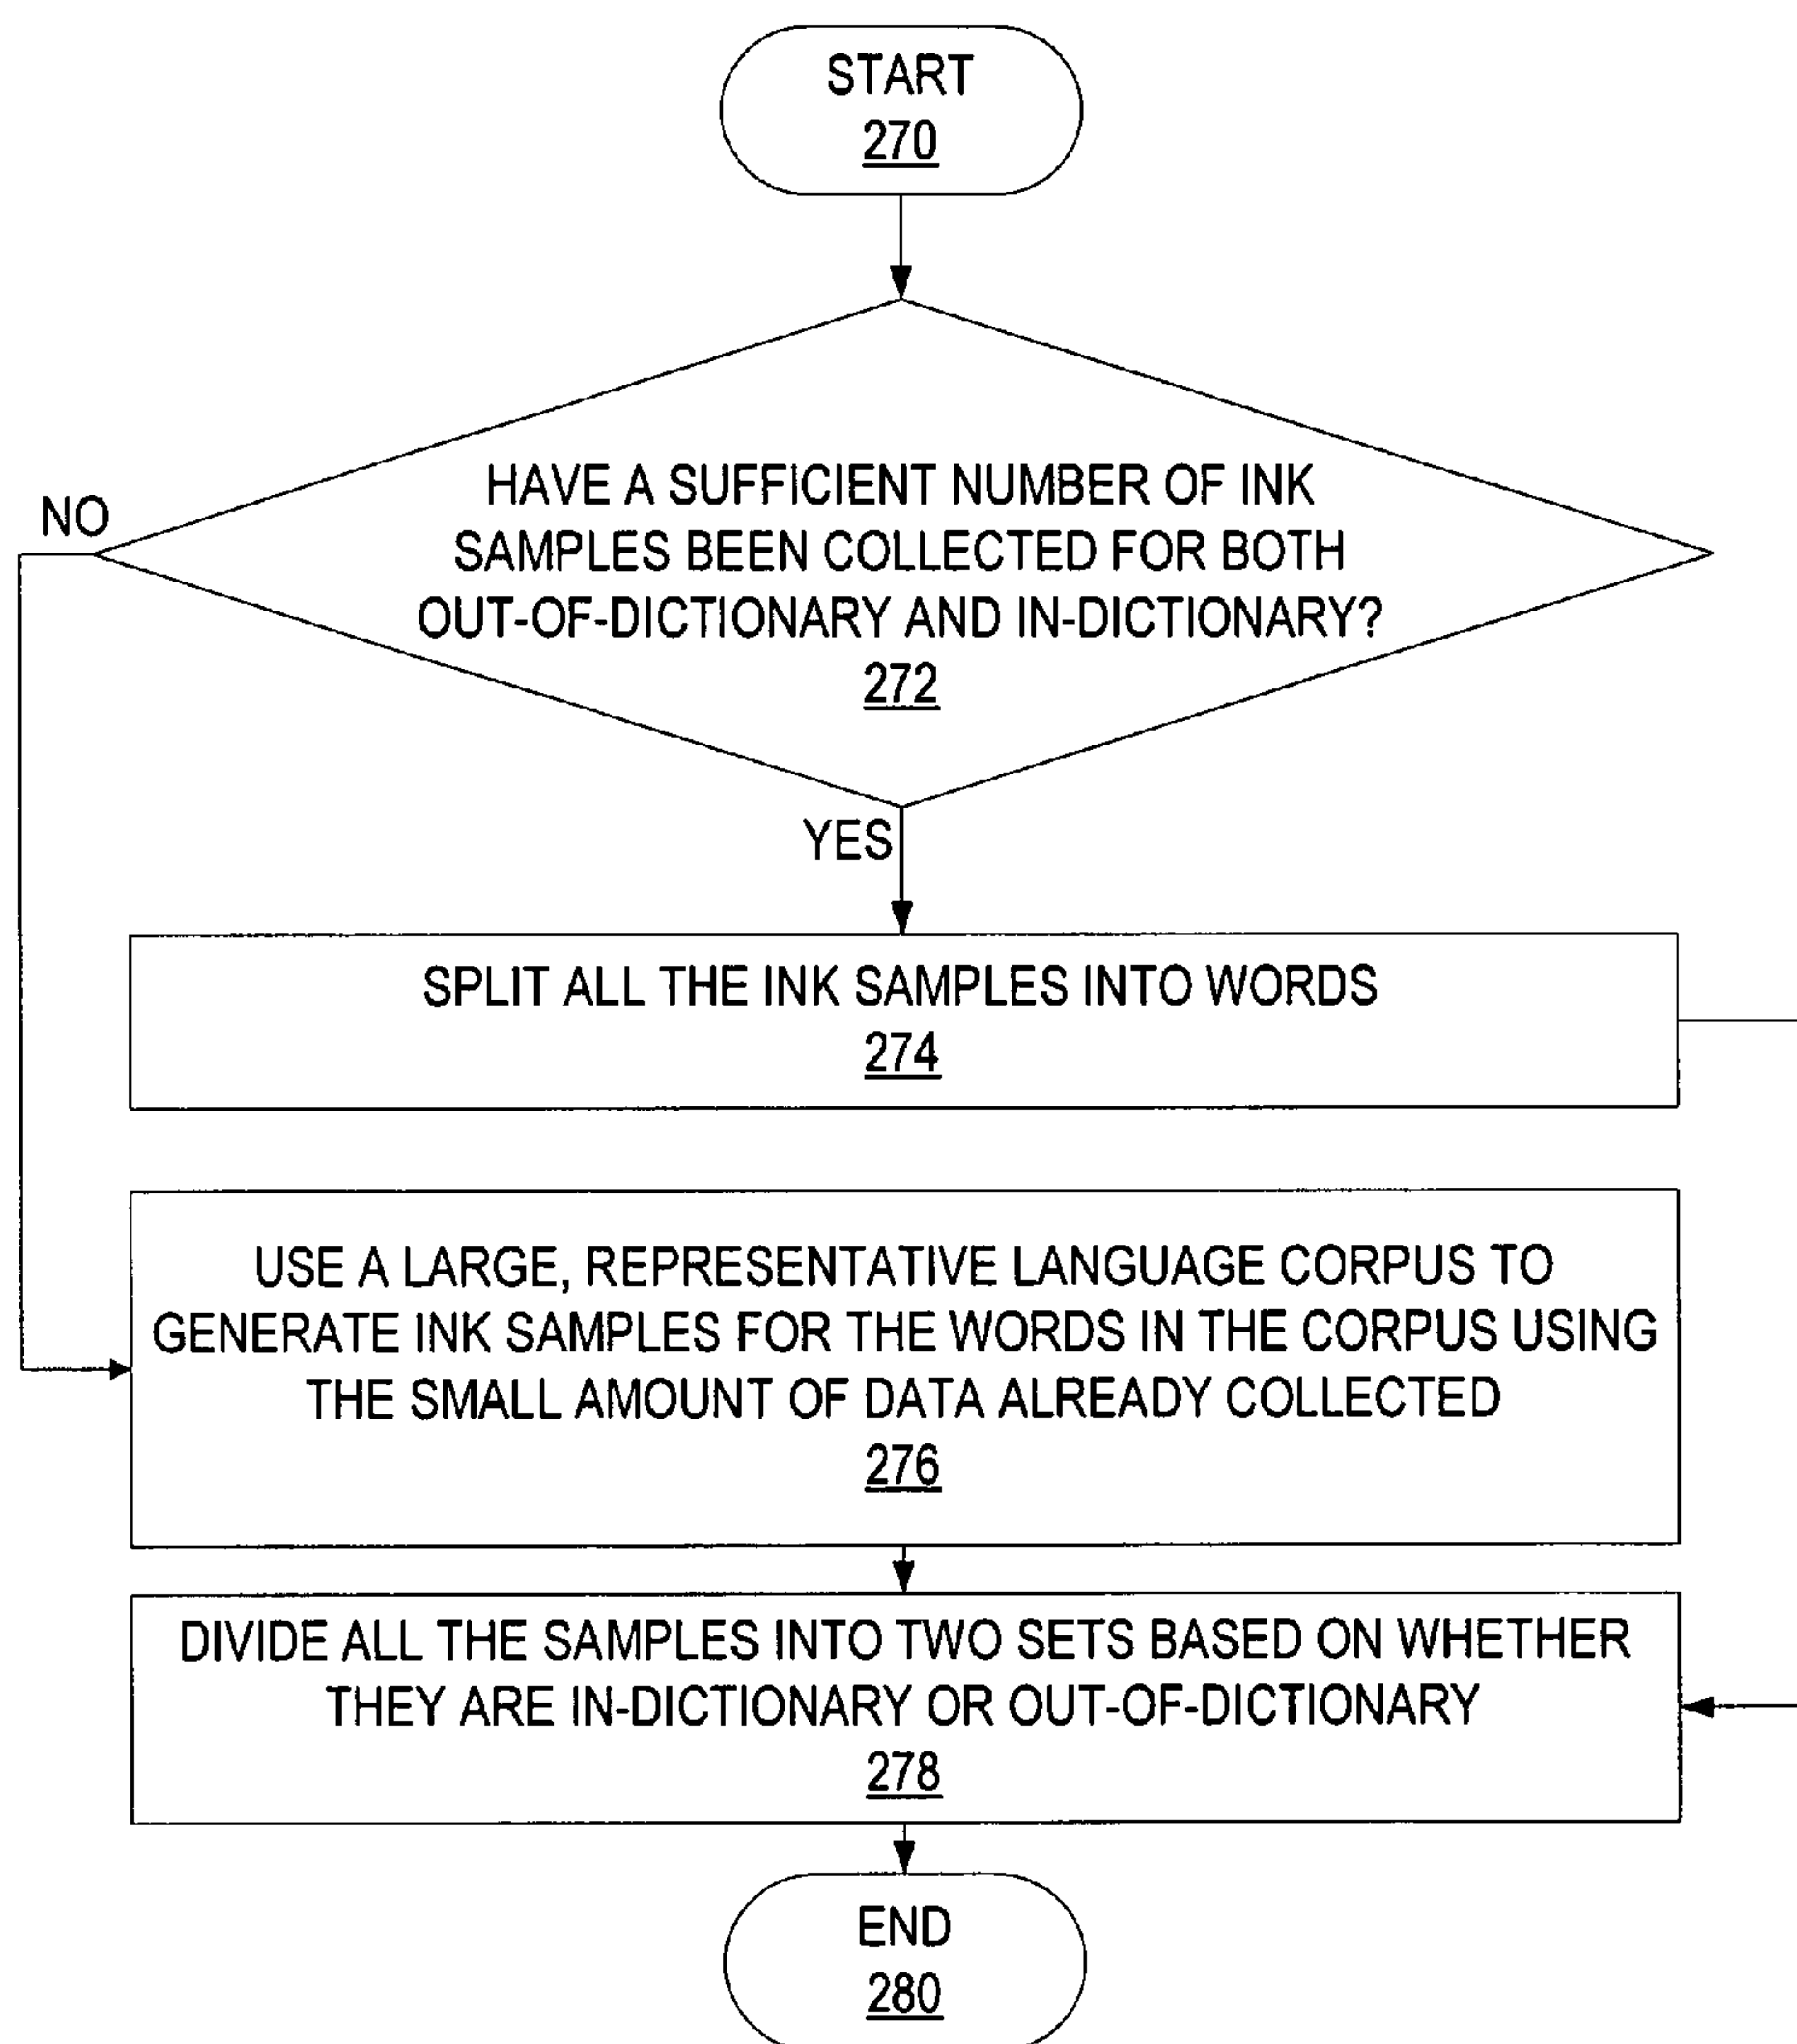 START
270
HAVE A SUFFICIENT NUMBER OF INK
SAMPLES BEEN COLLECTED FOR BOTH
OUT-OF-DICTIONARY AND IN-DICTIONARY?
272
NO
YES
SPLIT ALL THE INK SAMPLES INTO WORDS
274
USE A LARGE, REPRESENTATIVE LANGUAGE CORPUS TO
GENERATE INK SAMPLES FOR THE WORDS IN THE CORPUS USING
THE SMALL AMOUNT OF DATA ALREADY COLLECTED
276
DIVIDE ALL THE SAMPLES INTO TWO SETS BASED ON WHETHER
THEY ARE IN-DICTIONARY OR OUT-OF-DICTIONARY
278
END
280